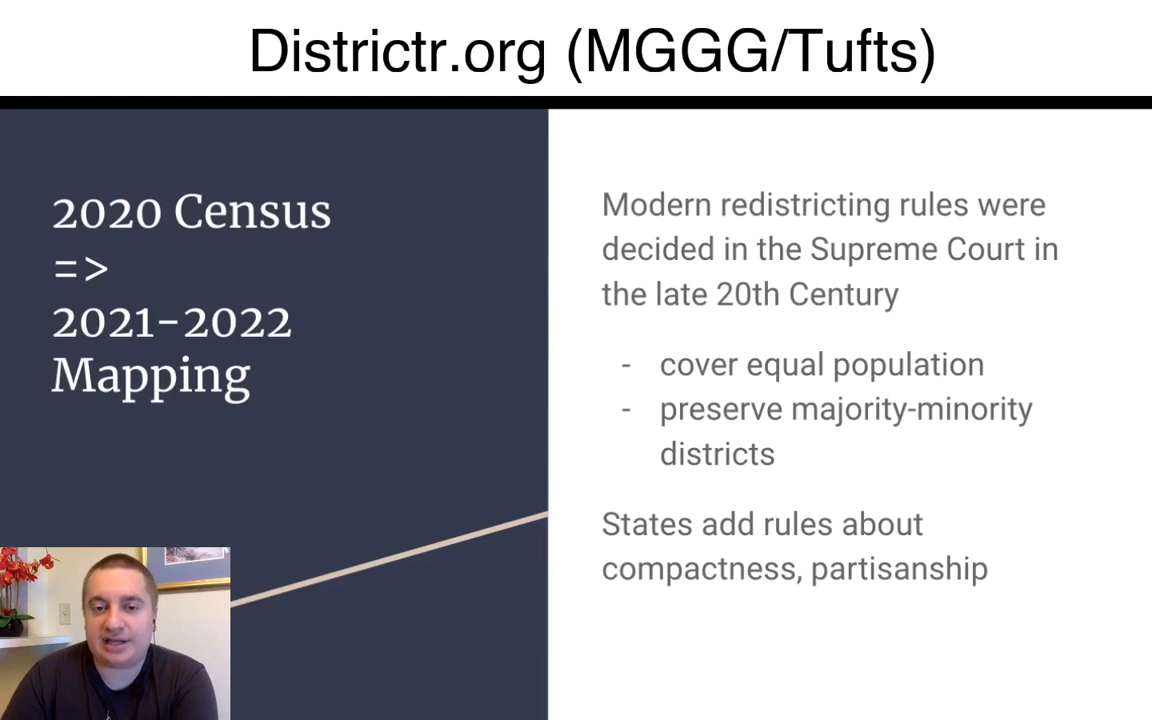 Districtr.org (MGGG/Tufts)
2020 Census
=>
2021-2022
Mapping
Modern redistricting rules were
decided in the Supreme Court in
the late 20th Century
- cover equal population
- preserve majority-minority
districts
States add rules about
compactness, partisanship